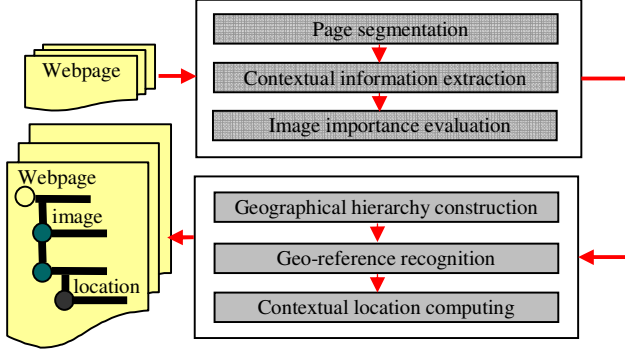 Webpage
Page segmentation
Contextual information extraction
Image importance evaluation
Geographical hierarchy construction
Geo-reference recognition
Contextual location computing
Webpage
image
location